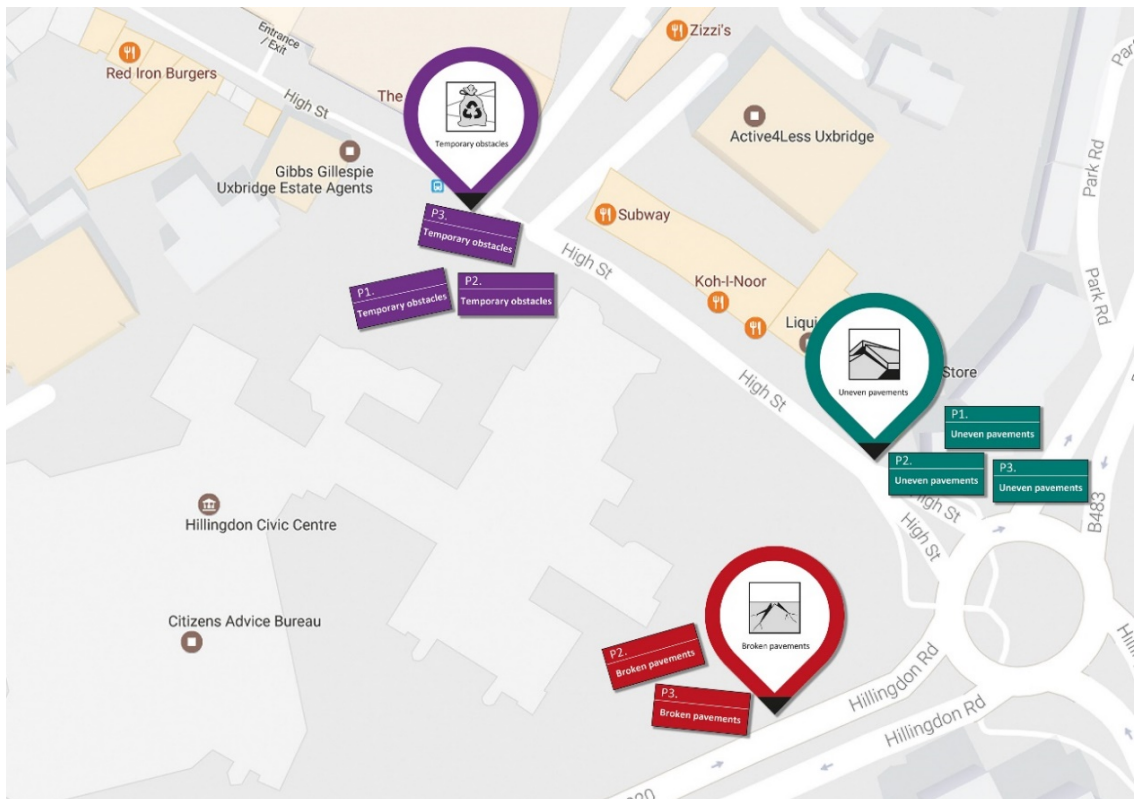 Zizzi's
Park
Entrance
/ Exit
Red Iron Burgers
High St
The
Temporary obstacles
Active4Less Uxbridge
Gibbs Gillespie
Uxbridge Estate Agents
Park Rd
P3.
Temporary obstacles
Subway
High St
P1.
Temporary obstacles
P2.
Temporary obstacles
Koh-I-Noor
Park Rd
Uneven pavements
Store
High St
P1.
Uneven pavements
P2.
Uneven pavements
P3.
Uneven pavements
Hillingdon Civic Centre
High St
High St
B483
Citizens Advice Bureau
Broken pavements
P2.
Broken pavements
P3.
Broken pavements
Hillingdon Rd
Hillingdon Rd